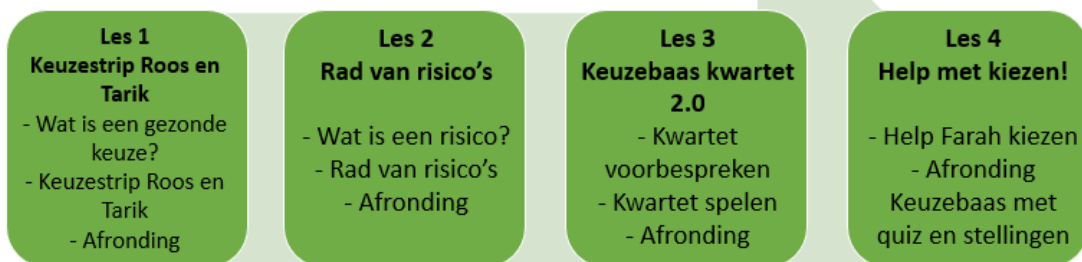 Les 1
Keuzestrip Roos en
Tarik
- Wat is een gezonde
keuze?
- Keuzestrip Roos en
Tarik
- Afronding
Les 2
Rad van risico's
- Wat is een risico?
- Rad van risico's
- Afronding
Les 3
Keuzebaas kwartet
2.0
- Kwartet
voorbespreken
- Kwartet spelen
- Afronding
Les 4
Help met kiezen!
- Help Farah kiezen
- Afronding
Keuzebaas met
quiz en stellingen